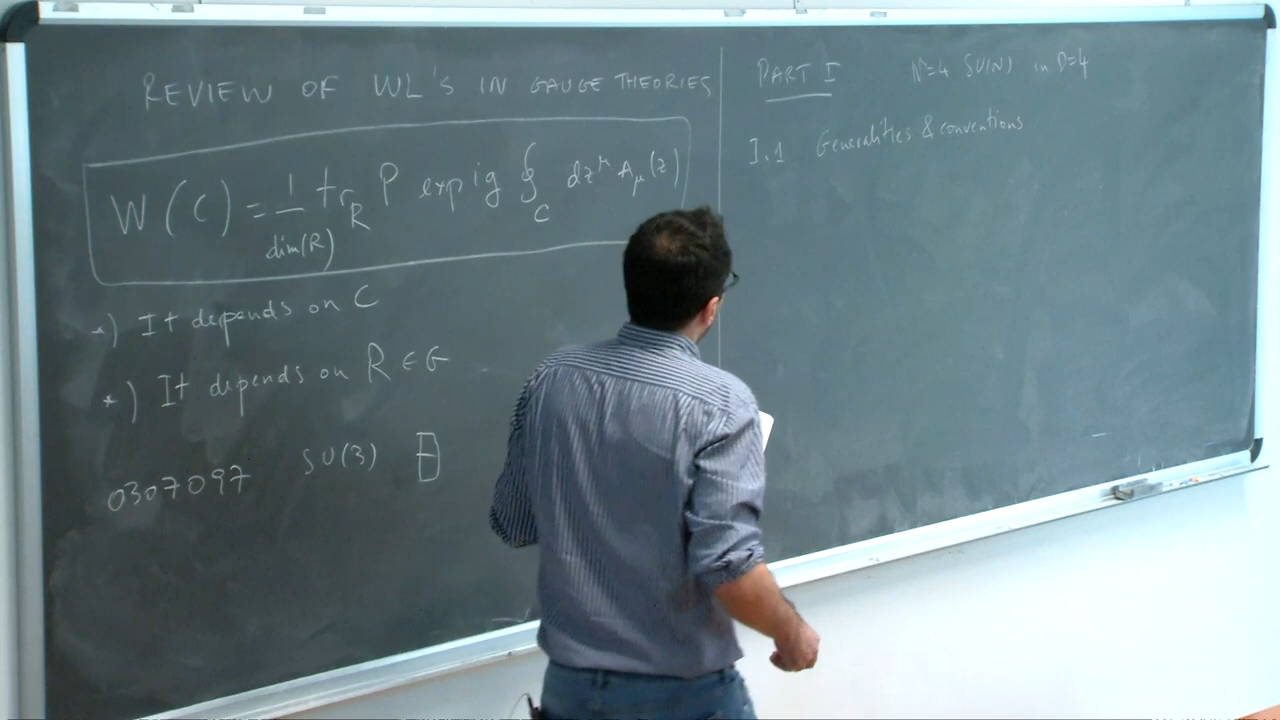 REVIEW OF WL'S IN GAUGE THEORIES
W(C) = 1/dim(R) tr_R P exp ig ∮_C dz^μ A_μ(z)
*) It depends on C
*) It depends on R ∈ G
0307097 SU(3)
PART I N=4 SU(N) in D=4
I.1 Generalities & conventions